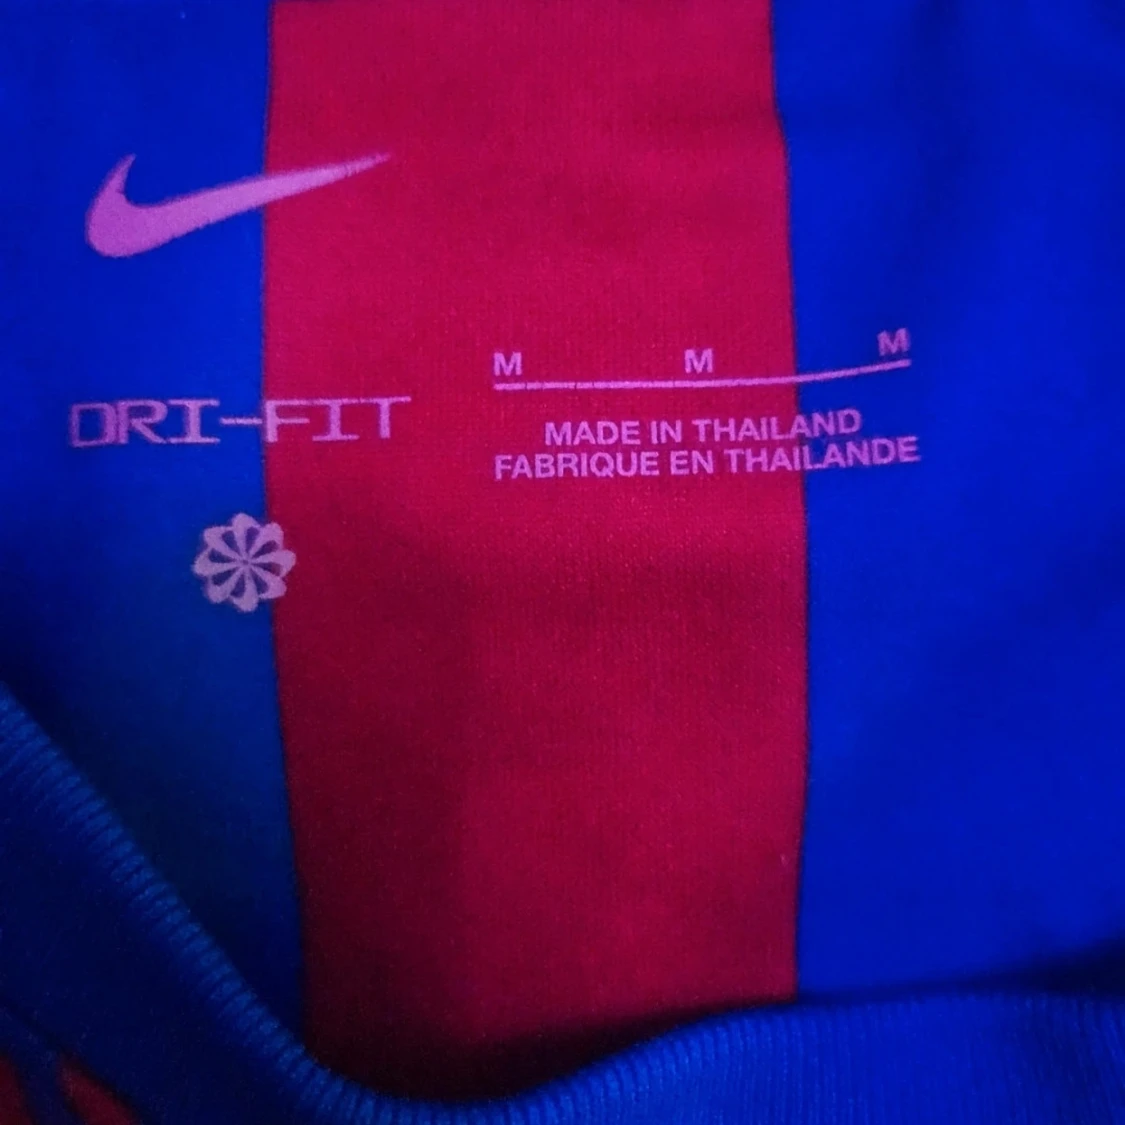 M M M
DRI-FIT
MADE IN THAILAND
FABRIQUE EN THAILANDE